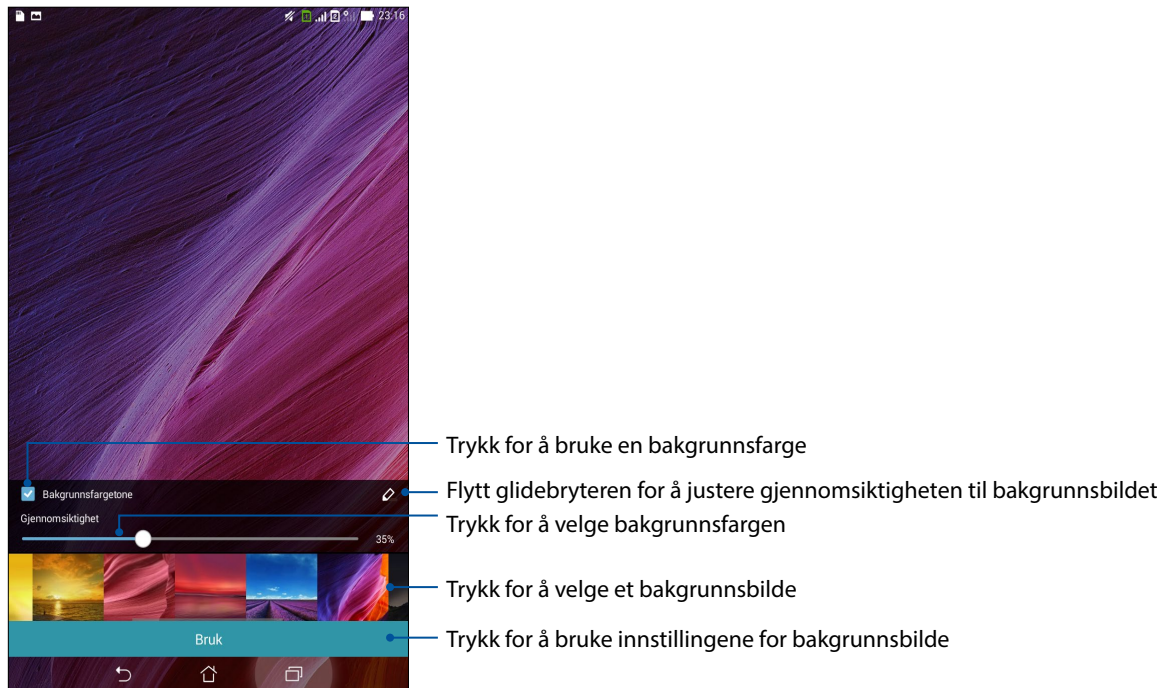 23:16
Trykk for å bruke en bakgrunnsfarge
Bakgrunnsfargetone
Flytt glidebryteren for å justere gjennomsiktigheten til bakgrunnsbildet
Gjennomsiktighet
Trykk for å velge bakgrunnsfargen
35%
Trykk for å velge et bakgrunnsbilde
Bruk
Trykk for å bruke innstillingene for bakgrunnsbilde